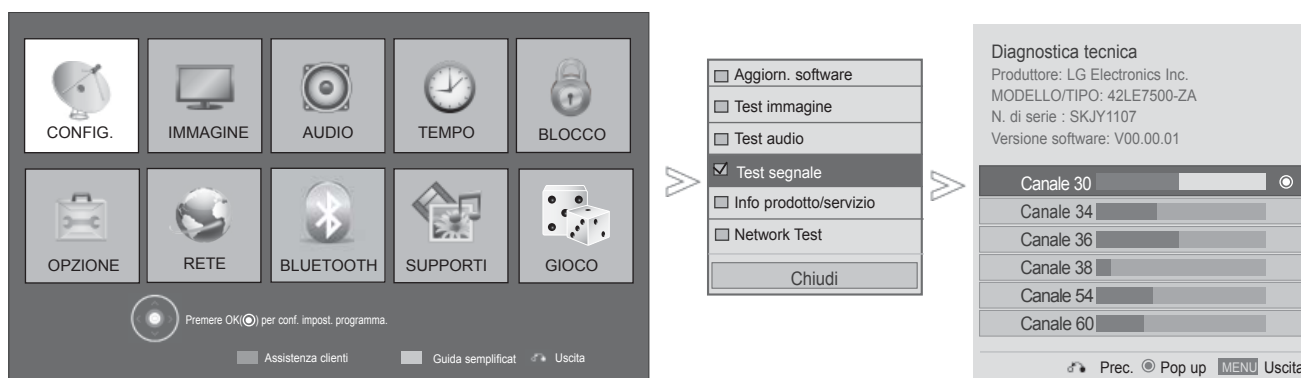 CONFIG.
IMMAGINE
AUDIO
TEMPO
BLOCCO
OPZIONE
RETE
BLUETOOTH
SUPPORTI
GIOCO
Premere OK(◉) per conf. impost. programma.
Assistenza clienti
Guida semplificat
Uscita
Aggiorn. software
Test immagine
Test audio
Test segnale
Info prodotto/servizio
Network Test
Chiudi
Diagnostica tecnica
Produttore: LG Electronics Inc.
MODELLO/TIPO: 42LE7500-ZA
N. di serie : SKJY1107
Versione software: V00.00.01
Canale 30
Canale 34
Canale 36
Canale 38
Canale 54
Canale 60
Prec. ◉ Pop up MENU Uscita